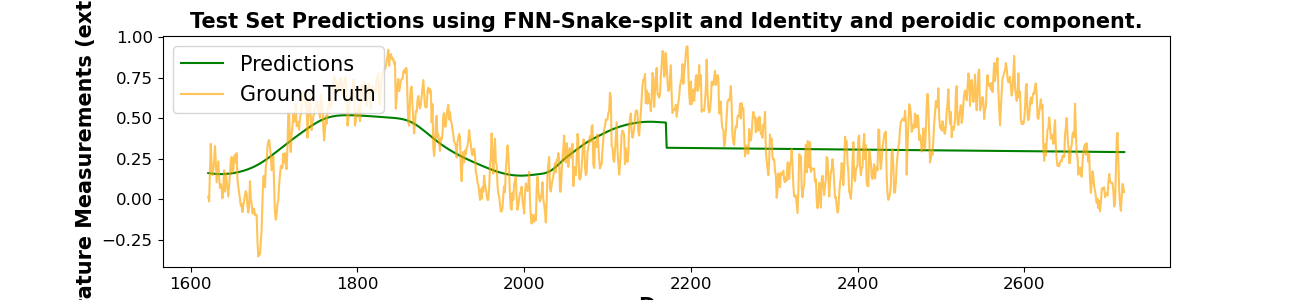 Test Set Predictions using FNN-Snake-split and Identity and peroidic component.
rature Measurements (ext
Predictions
Ground Truth
1.00
0.75
0.50
0.25
0.00
−0.25
1600 1800 2000 2200 2400 2600